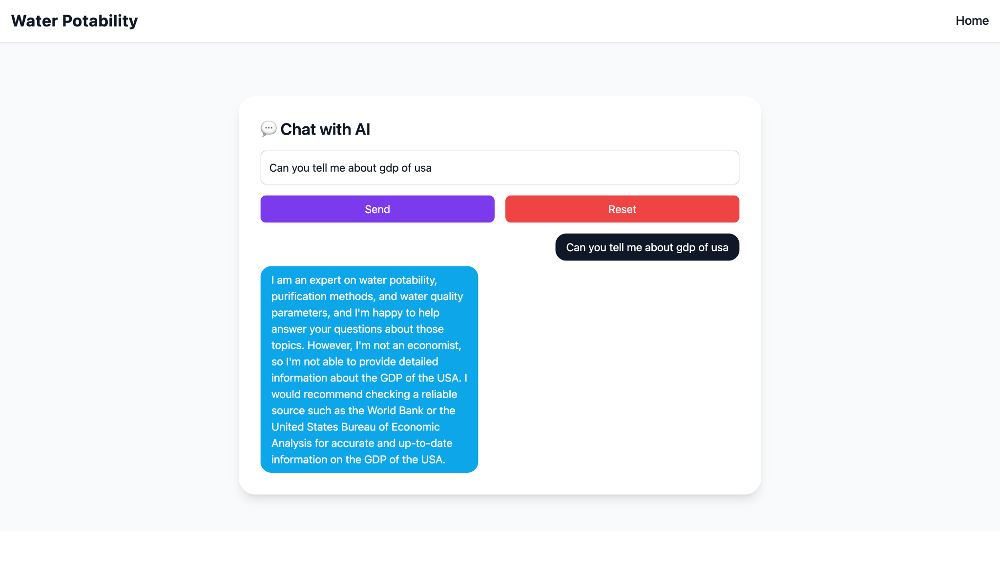 Water Potability
Home
Chat with AI
Can you tell me about gdp of usa
Send
Reset
Can you tell me about gdp of usa
I am an expert on water potability,
purification methods, and water quality
parameters, and I'm happy to help
answer your questions about those
topics. However, I'm not an economist,
so I'm not able to provide detailed
information about the GDP of the USA. I
would recommend checking a reliable
source such as the World Bank or the
United States Bureau of Economic
Analysis for accurate and up-to-date
information on the GDP of the USA.